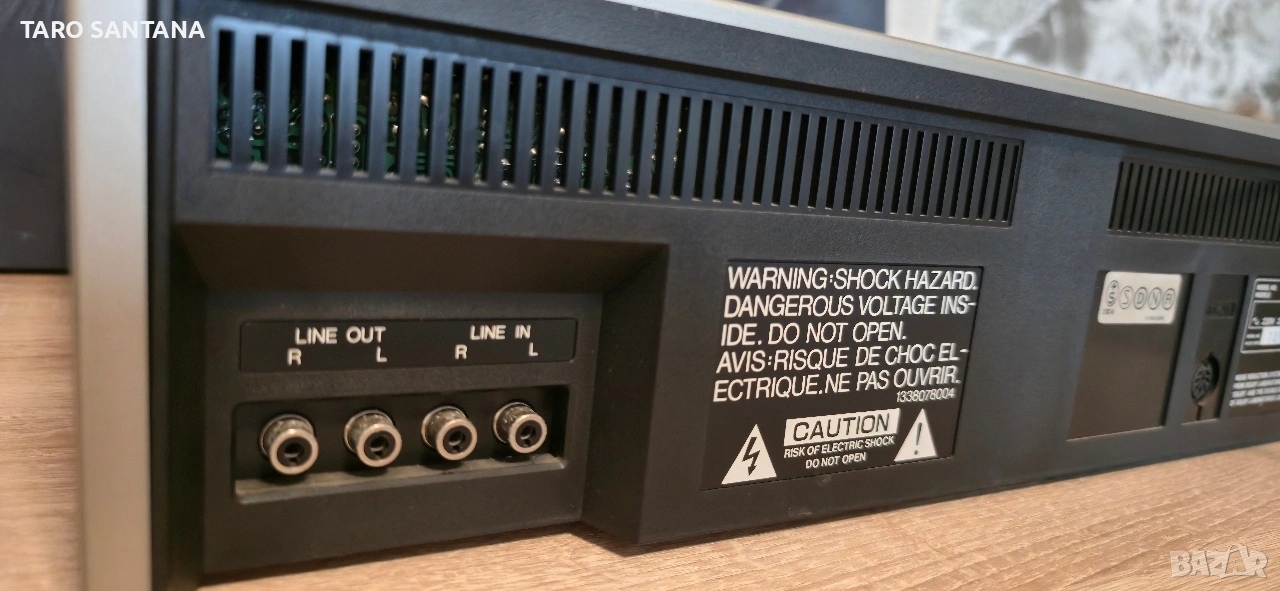 TARO SANTANA
LINE OUT LINE IN
R L R L
WARNING:SHOCK HAZARD.
DANGEROUS VOLTAGE INS-
IDE. DO NOT OPEN.
AVIS:RISQUE DE CHOC EL-
ECTRIQUE.NE PAS OUVRIR.
1338078004
CAUTION
RISK OF ELECTRIC SHOCK
DO NOT OPEN
S D N R
BAZAR